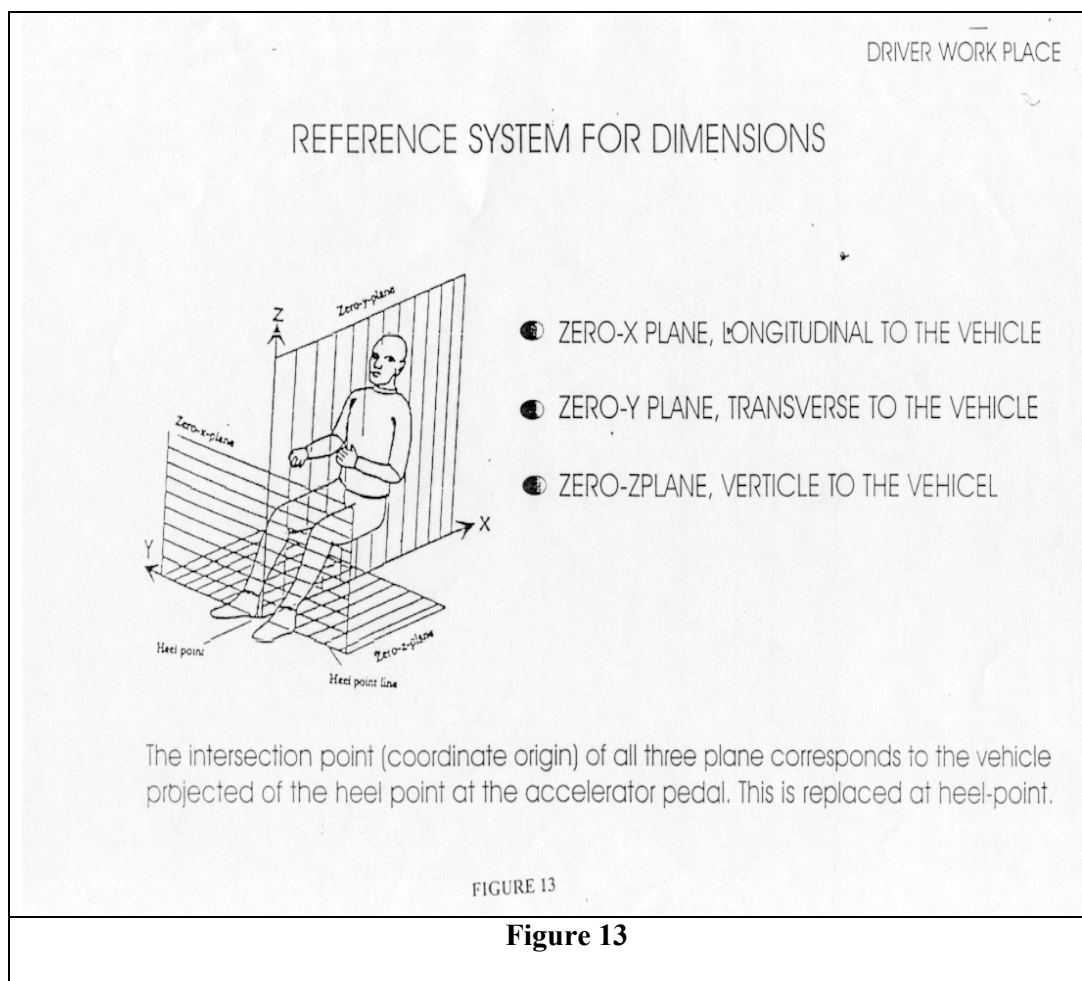 DRIVER WORK PLACE
REFERENCE SYSTEM FOR DIMENSIONS
Zero-y-plane
Z
ZERO-X PLANE, LONGITUDINAL TO THE VEHICLE
ZERO-Y PLANE, TRANSVERSE TO THE VEHICLE
Zero-x-plane
ZERO-ZPLANE, VERTICLE TO THE VEHICEL
X
Y
Heel point
Zero-z-plane
Heel point line
The intersection point (coordinate origin) of all three plane corresponds to the vehicle
projected of the heel point at the accelerator pedal. This is replaced at heel-point.
FIGURE 13
Figure 13